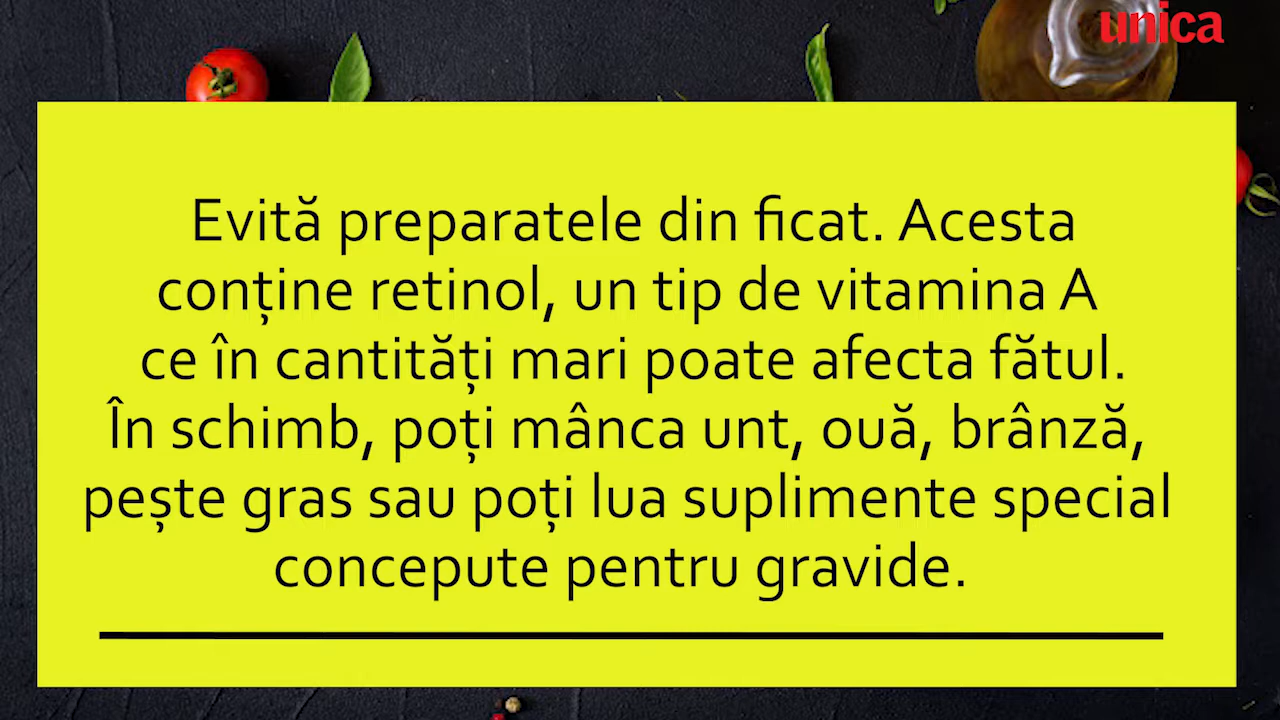 unica
Evită preparatele din ficat. Acesta
conține retinol, un tip de vitamina A
ce în cantități mari poate afecta fătul.
În schimb, poți mânca unt, ouă, brânză,
pește gras sau poți lua suplimente special
concepute pentru gravide.